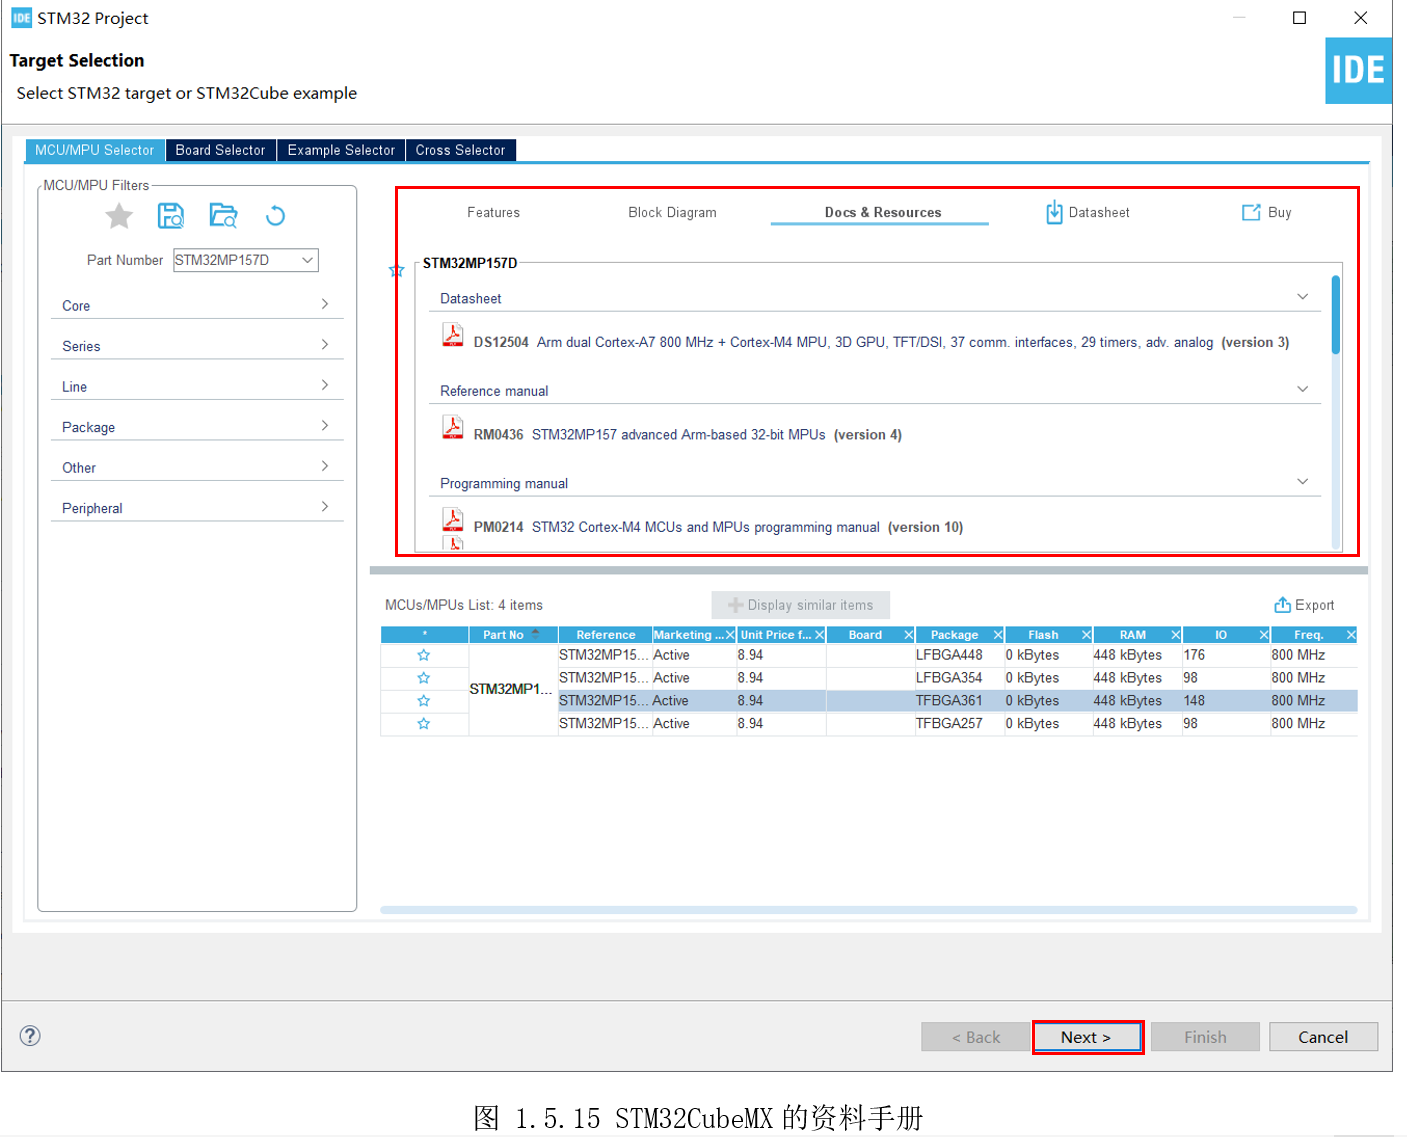 IDE STM32 Project
Target Selection
Select STM32 target or STM32Cube example
IDE
MCU/MPU Selector Board Selector Example Selector Cross Selector
MCU/MPU Filters
Part Number STM32MP157D
Core
Series
Line
Package
Other
Peripheral
Features Block Diagram Docs & Resources Datasheet Buy
STM32MP157D
Datasheet
DS12504 Arm dual Cortex-A7 800 MHz + Cortex-M4 MPU, 3D GPU, TFT/DSI, 37 comm. interfaces, 29 timers, adv. analog (version 3)
Reference manual
RM0436 STM32MP157 advanced Arm-based 32-bit MPUs (version 4)
Programming manual
PM0214 STM32 Cortex-M4 MCUs and MPUs programming manual (version 10)
MCUs/MPUs List: 4 items Display similar items Export
* Part No Reference Marketing ... Unit Price f... Board Package Flash RAM IO Freq.
STM32MP15... Active 8.94 LFBGA448 0 kBytes 448 kBytes 176 800 MHz
STM32MP15... Active 8.94 LFBGA354 0 kBytes 448 kBytes 98 800 MHz
STM32MP1...
STM32MP15... Active 8.94 TFBGA361 0 kBytes 448 kBytes 148 800 MHz
STM32MP15... Active 8.94 TFBGA257 0 kBytes 448 kBytes 98 800 MHz
? < Back Next > Finish Cancel
图 1.5.15 STM32CubeMX 的资料手册